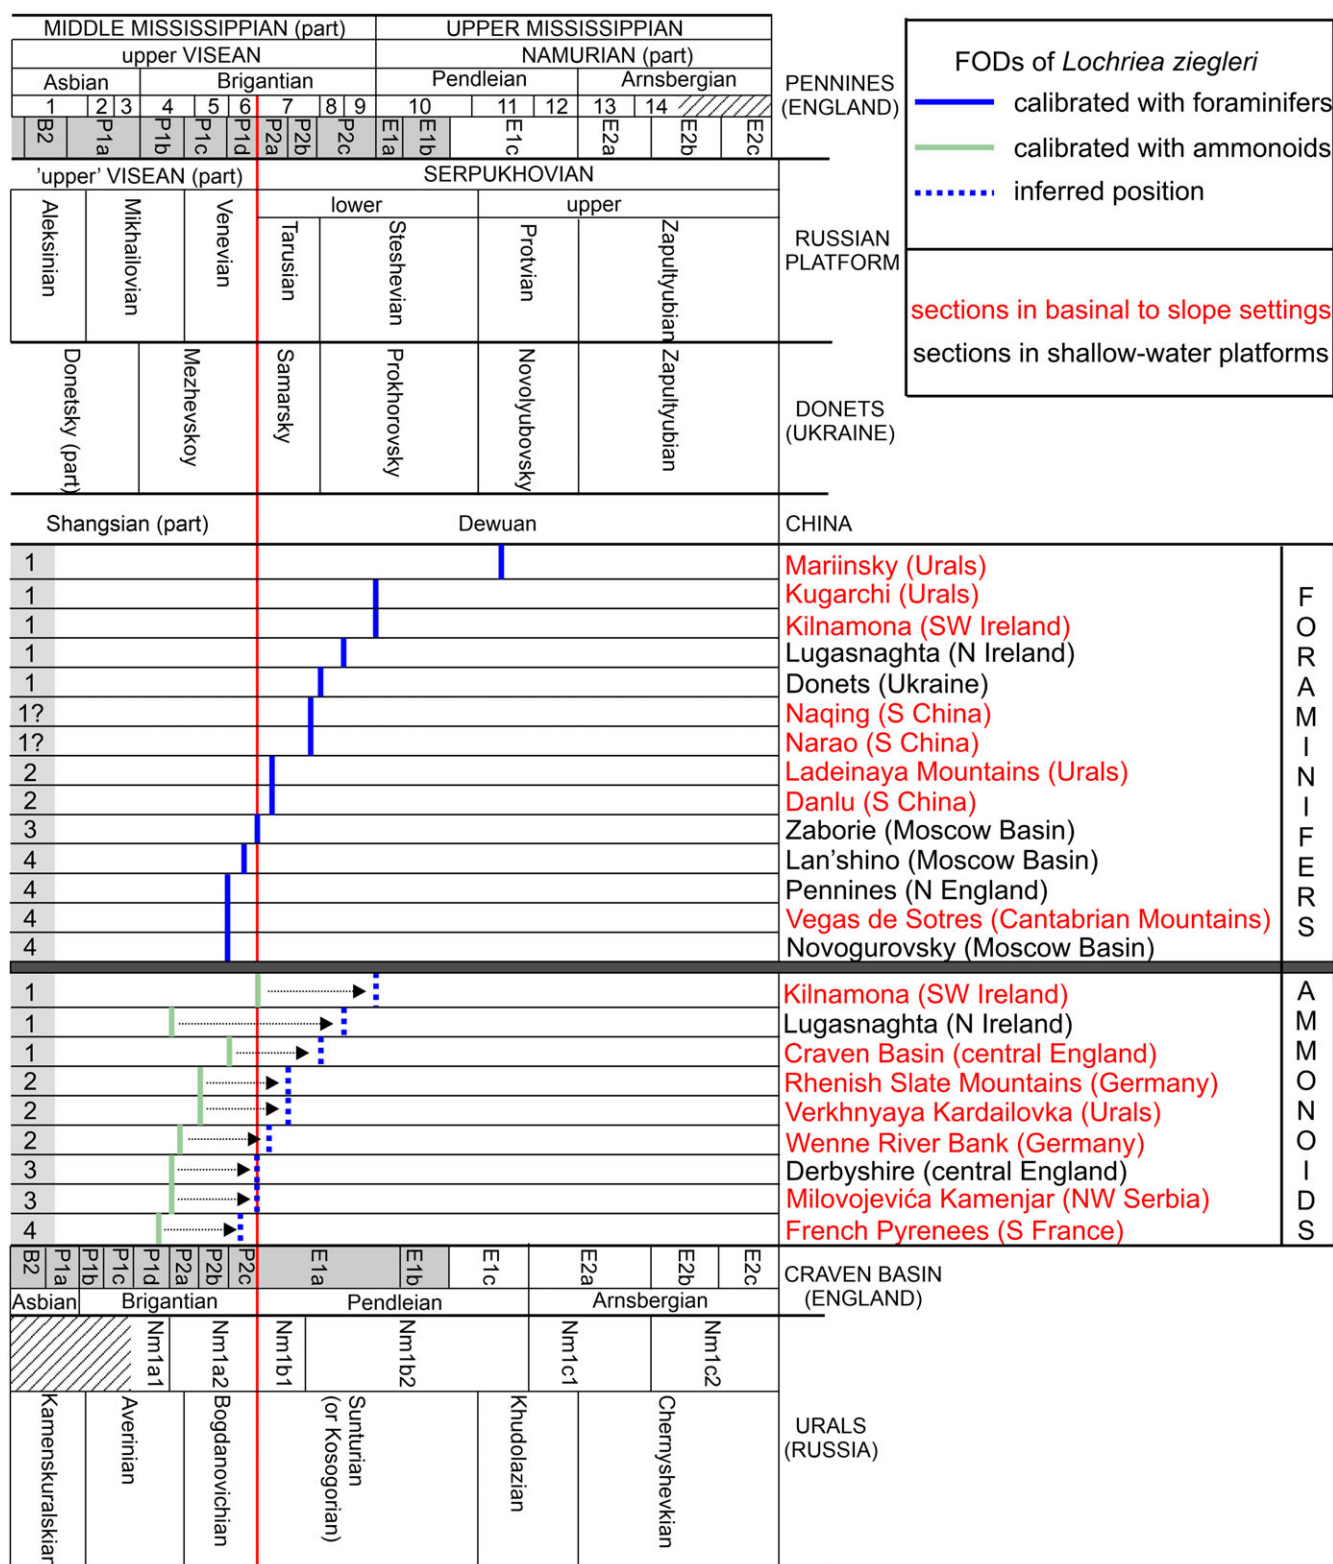 MIDDLE MISSISSIPPIAN (part) UPPER MISSISSIPPIAN
upper VISEAN NAMURIAN (part)
Asbian Brigantian Pendleian Arnsbergian
1 2 3 4 5 6 7 8 9 10 11 12 13 14
B2 P1a P1b P1c P1d P2a P2b P2c E1a E1b E1c E2a E2b E2c
PENNINES
(ENGLAND)
'upper' VISEAN (part) SERPUKHOVIAN
lower upper
Aleksinian Mikhailovian Venevian Tarusian Steshevian Protvian Zapultyubian
RUSSIAN
PLATFORM
Donetsky (part) Mezhevskoy Samarsky Prokhorovsky Novolyubovsky Zapultyubian
DONETS
(UKRAINE)
FODs of Lochriea ziegleri
calibrated with foraminifers
calibrated with ammonoids
inferred position
sections in basinal to slope settings
sections in shallow-water platforms
Shangsian (part) Dewuan CHINA
1 Mariinsky (Urals)
1 Kugarchi (Urals)
1 Kilnamona (SW Ireland)
1 Lugasnaghta (N Ireland)
1 Donets (Ukraine)
1? Naqing (S China)
1? Narao (S China)
2 Ladeinaya Mountains (Urals)
2 Danlu (S China)
3 Zaborie (Moscow Basin)
4 Lan'shino (Moscow Basin)
4 Pennines (N England)
4 Vegas de Sotres (Cantabrian Mountains)
4 Novogurovsky (Moscow Basin)
FORAMINIFERS
1 Kilnamona (SW Ireland)
1 Lugasnaghta (N Ireland)
1 Craven Basin (central England)
2 Rhenish Slate Mountains (Germany)
2 Verkhnyaya Kardailovka (Urals)
2 Wenne River Bank (Germany)
3 Derbyshire (central England)
3 Milovojevića Kamenjar (NW Serbia)
4 French Pyrenees (S France)
AMMONOIDS
B2 P1a P1b P1c P1d P2a P2b P2c E1a E1b E1c E2a E2b E2c
Asbian Brigantian Pendleian Arnsbergian
CRAVEN BASIN
(ENGLAND)
Nm1a1 Nm1a2 Nm1b1 Nm1b2 Nm1c1 Nm1c2
Kamenskuralskian Averinian Bogdanovichian Sunturian
(or Kosogorian) Khudolazian Chernyshevkian
URALS
(RUSSIA)